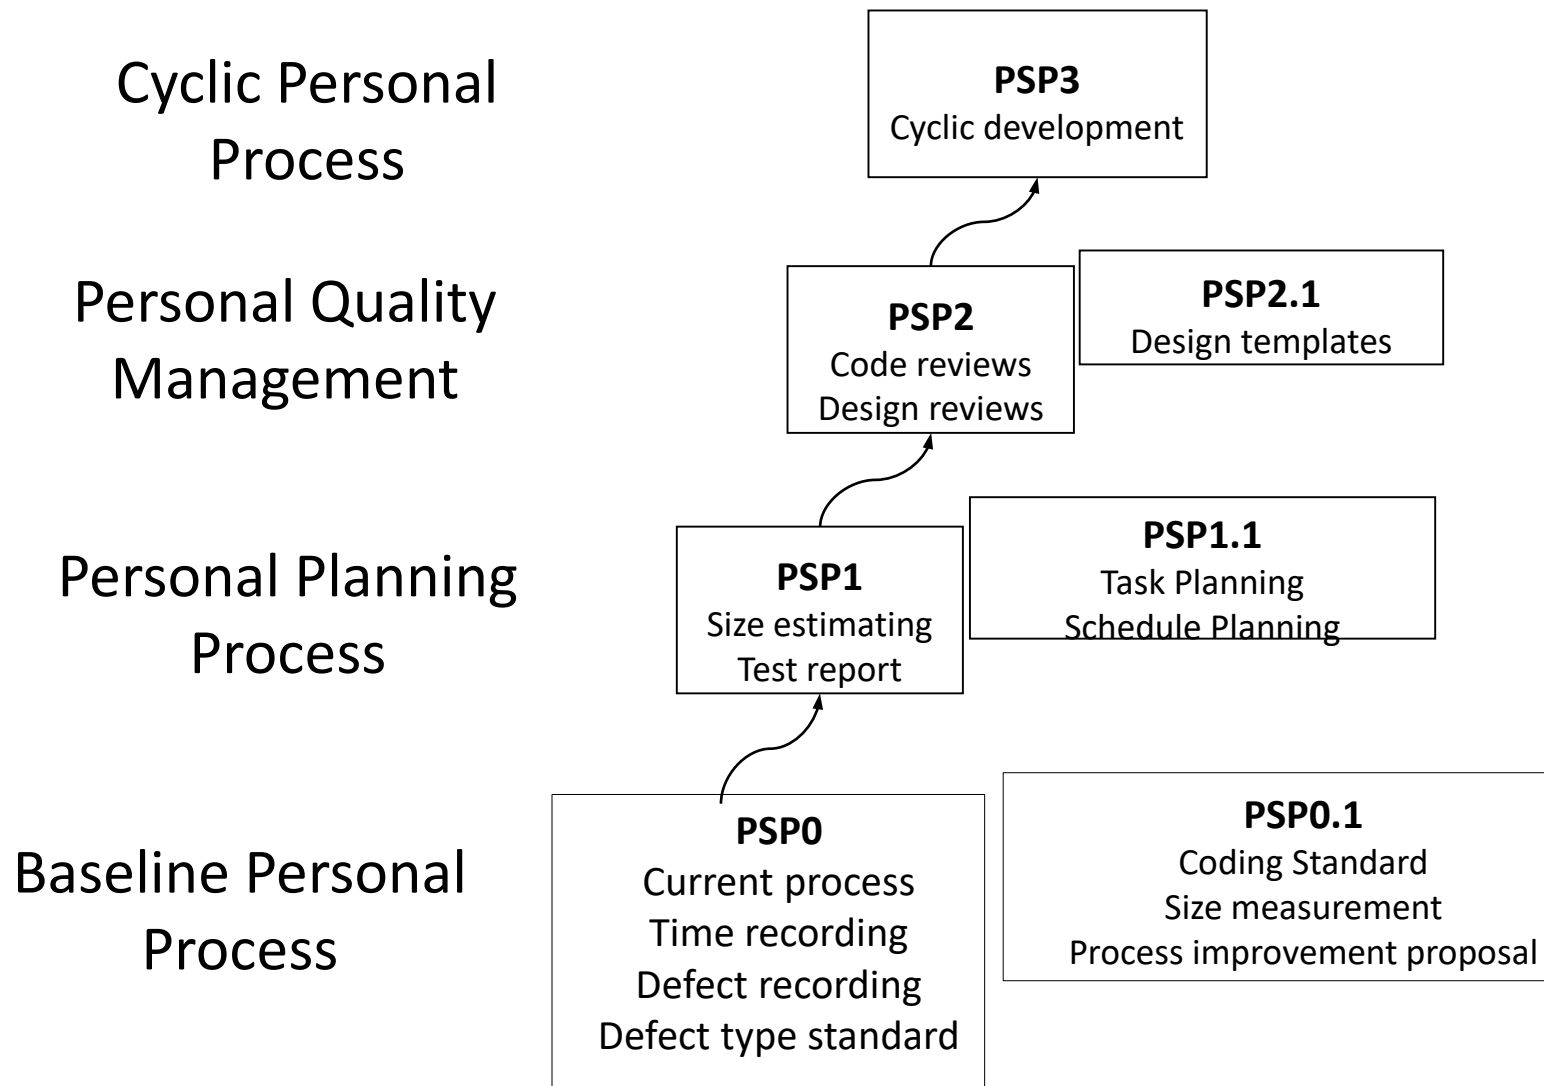 Cyclic Personal
Process
PSP3
Cyclic development
Personal Quality
Management
PSP2
Code reviews
Design reviews
PSP2.1
Design templates
Personal Planning
Process
PSP1
Size estimating
Test report
PSP1.1
Task Planning
Schedule Planning
Baseline Personal
Process
PSP0
Current process
Time recording
Defect recording
Defect type standard
PSP0.1
Coding Standard
Size measurement
Process improvement proposal